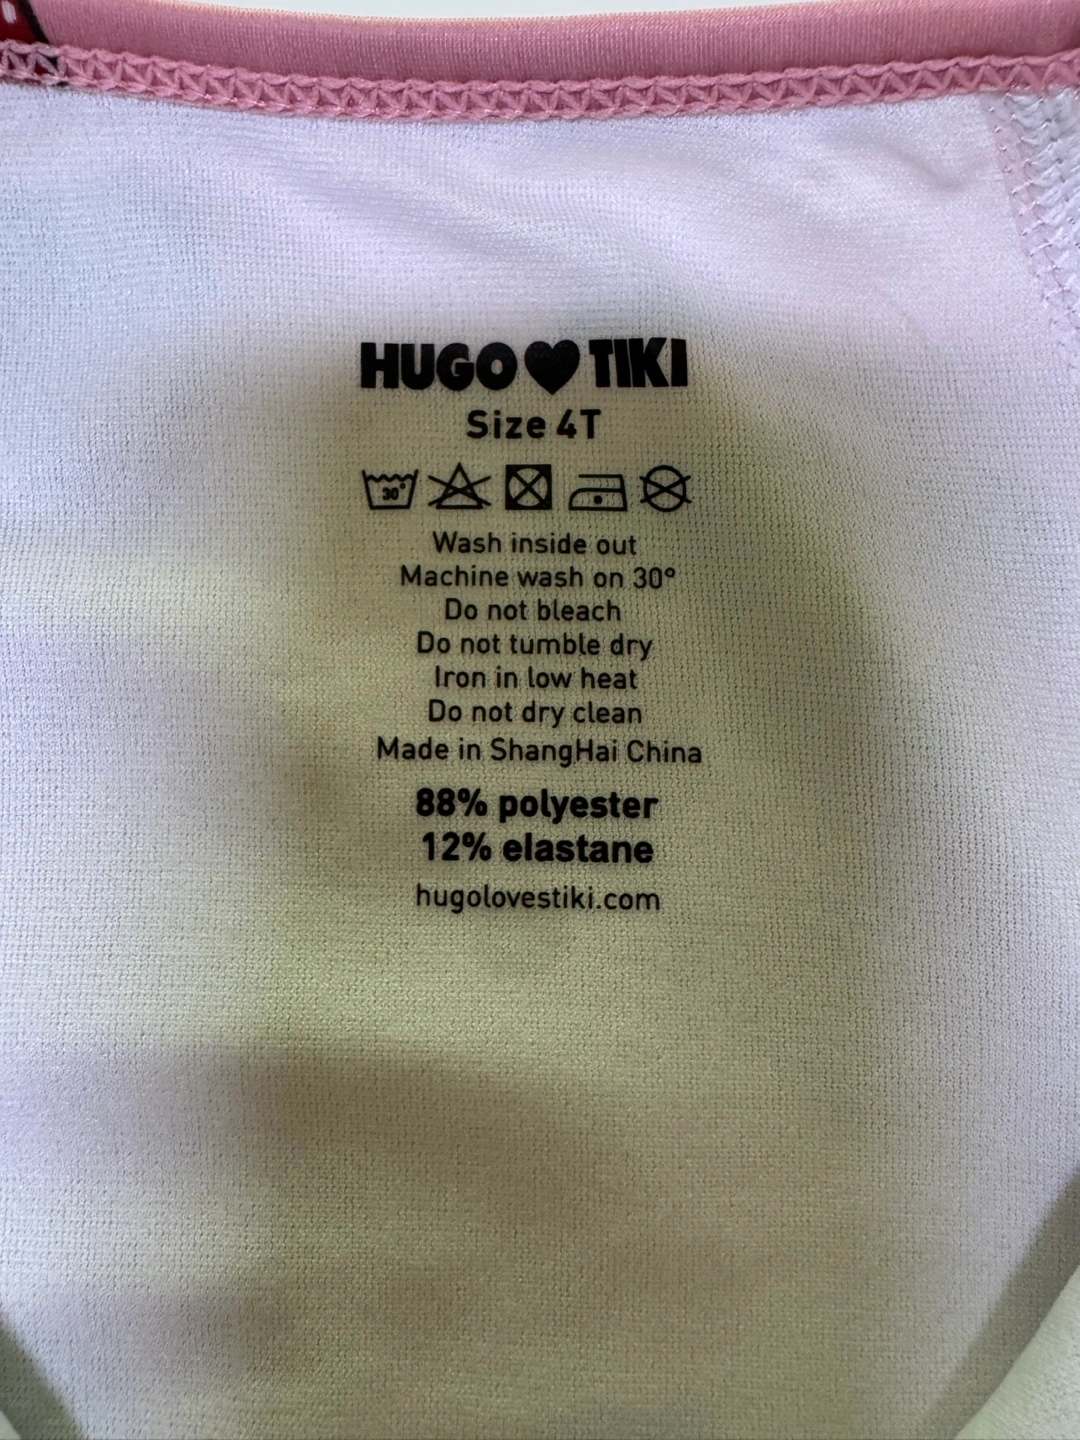 HUGO♥TIKI
Size 4T
30°
Wash inside out
Machine wash on 30°
Do not bleach
Do not tumble dry
Iron in low heat
Do not dry clean
Made in ShangHai China
88% polyester
12% elastane
hugolovestiki.com